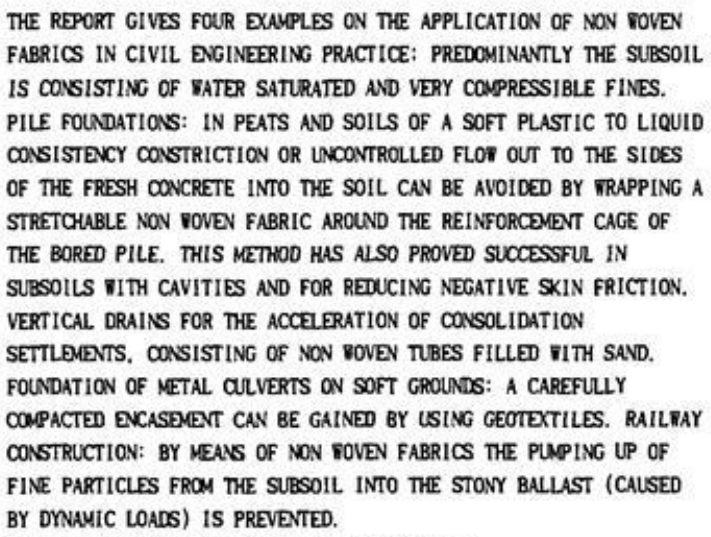 THE REPORT GIVES FOUR EXAMPLES ON THE APPLICATION OF NON WOVEN
FABRICS IN CIVIL ENGINEERING PRACTICE: PREDOMINANTLY THE SUBSOIL
IS CONSISTING OF WATER SATURATED AND VERY COMPRESSIBLE FINES.
PILE FOUNDATIONS: IN PEATS AND SOILS OF A SOFT PLASTIC TO LIQUID
CONSISTENCY CONSTRICTION OR UNCONTROLLED FLOW OUT TO THE SIDES
OF THE FRESH CONCRETE INTO THE SOIL CAN BE AVOIDED BY WRAPPING A
STRETCHABLE NON WOVEN FABRIC AROUND THE REINFORCEMENT CAGE OF
THE BORED PILE. THIS METHOD HAS ALSO PROVED SUCCESSFUL IN
SUBSOILS WITH CAVITIES AND FOR REDUCING NEGATIVE SKIN FRICTION.
VERTICAL DRAINS FOR THE ACCELERATION OF CONSOLIDATION
SETTLEMENTS, CONSISTING OF NON WOVEN TUBES FILLED WITH SAND.
FOUNDATION OF METAL CULVERTS ON SOFT GROUNDS: A CAREFULLY
COMPACTED ENCASEMENT CAN BE GAINED BY USING GEOTEXTILES. RAILWAY
CONSTRUCTION: BY MEANS OF NON WOVEN FABRICS THE PUMPING UP OF
FINE PARTICLES FROM THE SUBSOIL INTO THE STONY BALLAST (CAUSED
BY DYNAMIC LOADS) IS PREVENTED.